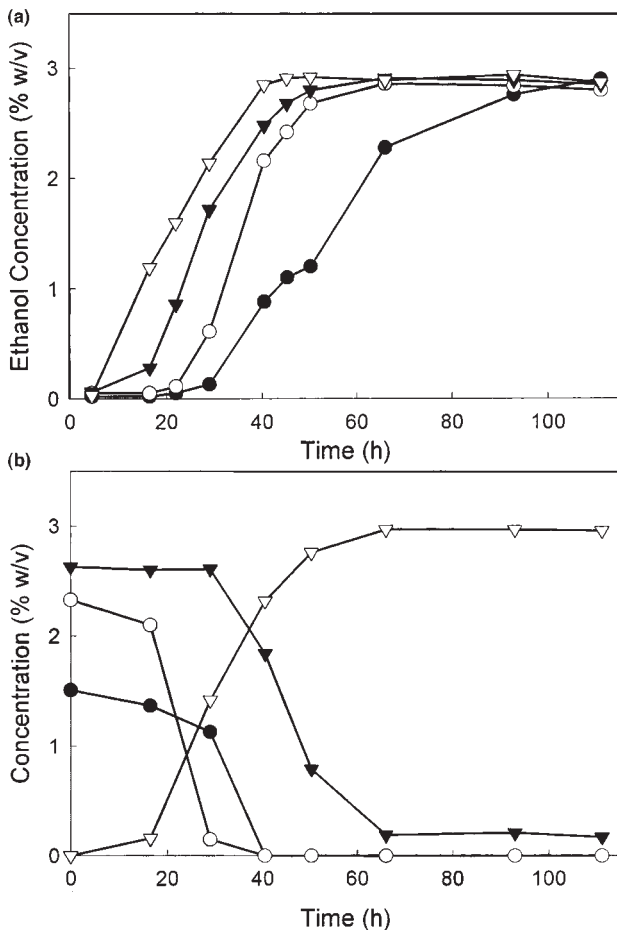 (a)
3
2
1
0
Ethanol Concentration (% w/v)
0 20 40 60 80 100
Time (h)
(b)
3
2
1
0
Concentration (% w/v)
0 20 40 60 80 100
Time (h)